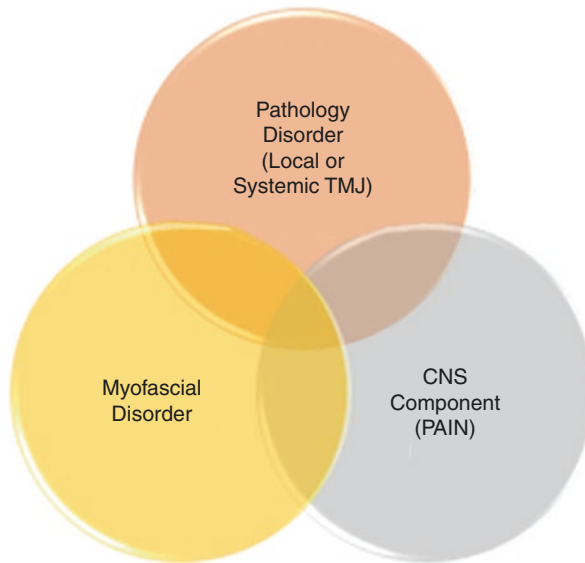 Pathology
Disorder
(Local or
Systemic TMJ)
Myofascial
Disorder
CNS
Component
(PAIN)